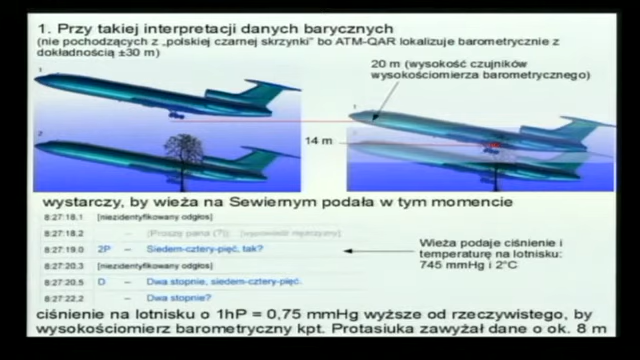 1. Przy takiej interpretacji danych barycznych
(nie pochodzących z „polskiej czarnej skrzynki" bo ATM-QAR lokalizuje barometrycznie z
dokładnością ±30 m)
20 m (wysokość czujników
wysokościomierza barometrycznego)
1
1
14 m
2
2
wystarczy, by wieża na Sewiernym podała w tym momencie
8:27:18.1 [niezidentyfikowany odgłos]
8:27:18.2 – (Proszę pana (?)).
8:27:19.0 2P – Siedem-cztery-pięć, tak?
8:27:20,3 [niezidentyfikowany odgłos]
8:27:20.5 D – Dwa stopnie, siedem-cztery-pięć.
8:27:22,2 – Dwa stopnie?
Wieża podaje ciśnienie i
temperaturę na lotnisku:
745 mmHg i 2°C
ciśnienie na lotnisku o 1hP = 0,75 mmHg wyższe od rzeczywistego, by
wysokościomierz barometryczny kpt. Protasiuka zawyżał dane o ok. 8 m